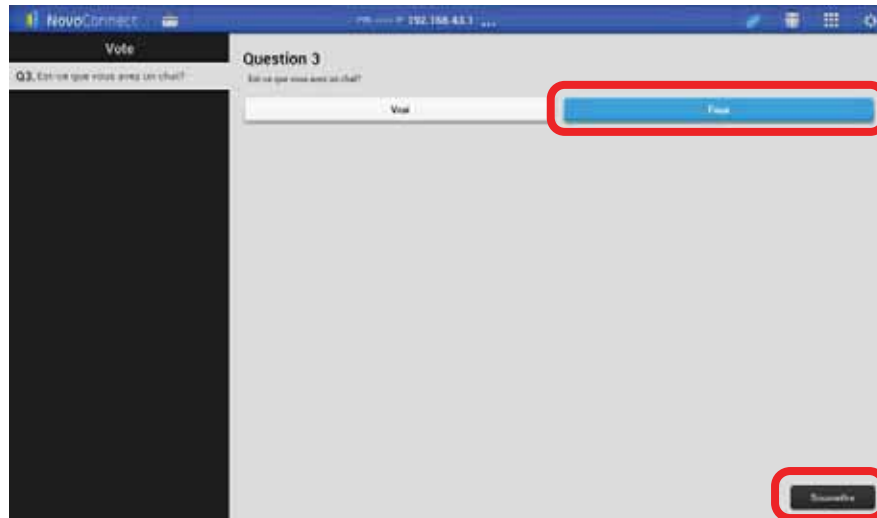 NovoConnect
192.168.43.1 ...
Vote
Q3. Est-ce que vous avez un chat?
Question 3
Est-ce que vous avez un chat?
Vrai
Faux
Soumettre